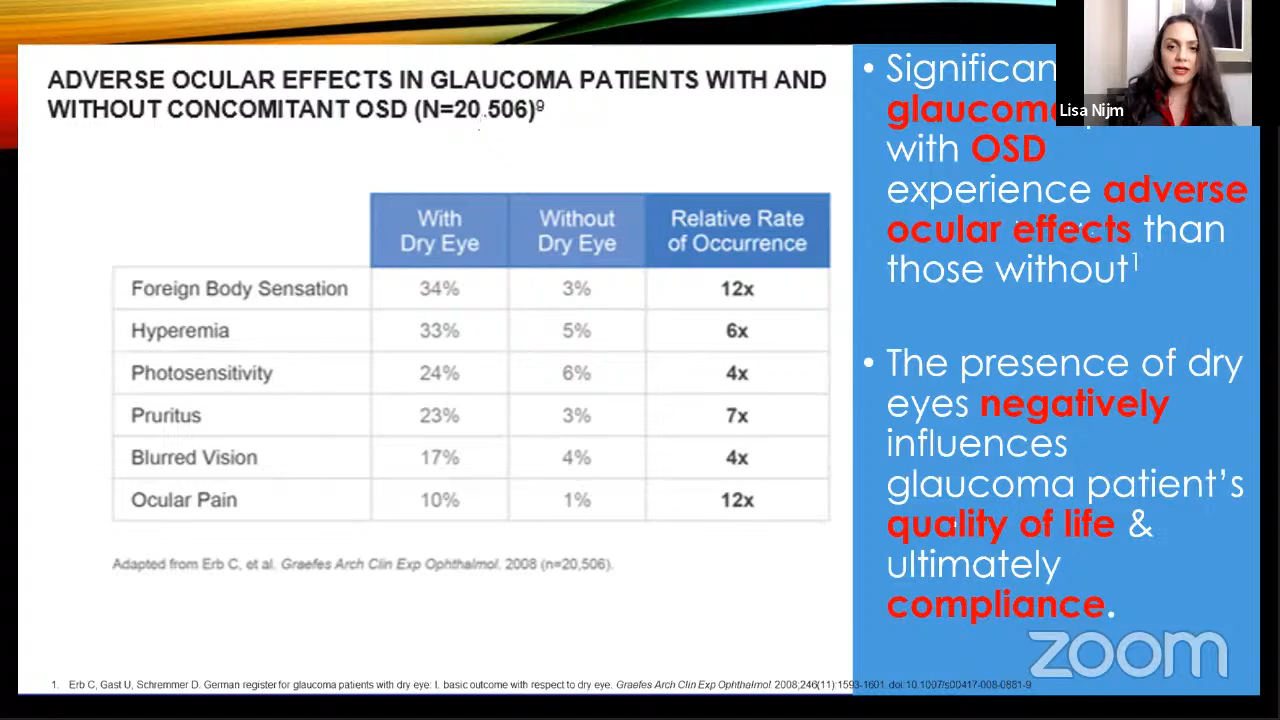 ADVERSE OCULAR EFFECTS IN GLAUCOMA PATIENTS WITH AND
WITHOUT CONCOMITANT OSD (N=20,506)⁹
With Dry Eye Without Dry Eye Relative Rate of Occurrence
Foreign Body Sensation 34% 3% 12x
Hyperemia 33% 5% 6x
Photosensitivity 24% 6% 4x
Pruritus 23% 3% 7x
Blurred Vision 17% 4% 4x
Ocular Pain 10% 1% 12x
Adapted from Erb C, et al. Graefes Arch Clin Exp Ophthalmol. 2008 (n=20,506).
• 
glaucoma
with OSD
experience adverse
ocular effects than
those without¹
• The presence of dry
eyes negatively
influences
glaucoma patient's
quality of life &
ultimately
compliance.
Lisa Nijm
zoom
1. Erb C, Gast U, Schremmer D. German register for glaucoma patients with dry eye: I. basic outcome with respect to dry eye. Graefes Arch Clin Exp Ophthalmol. 2008;246(11):1593-1601. doi:10.1007/s00417-008-0881-9